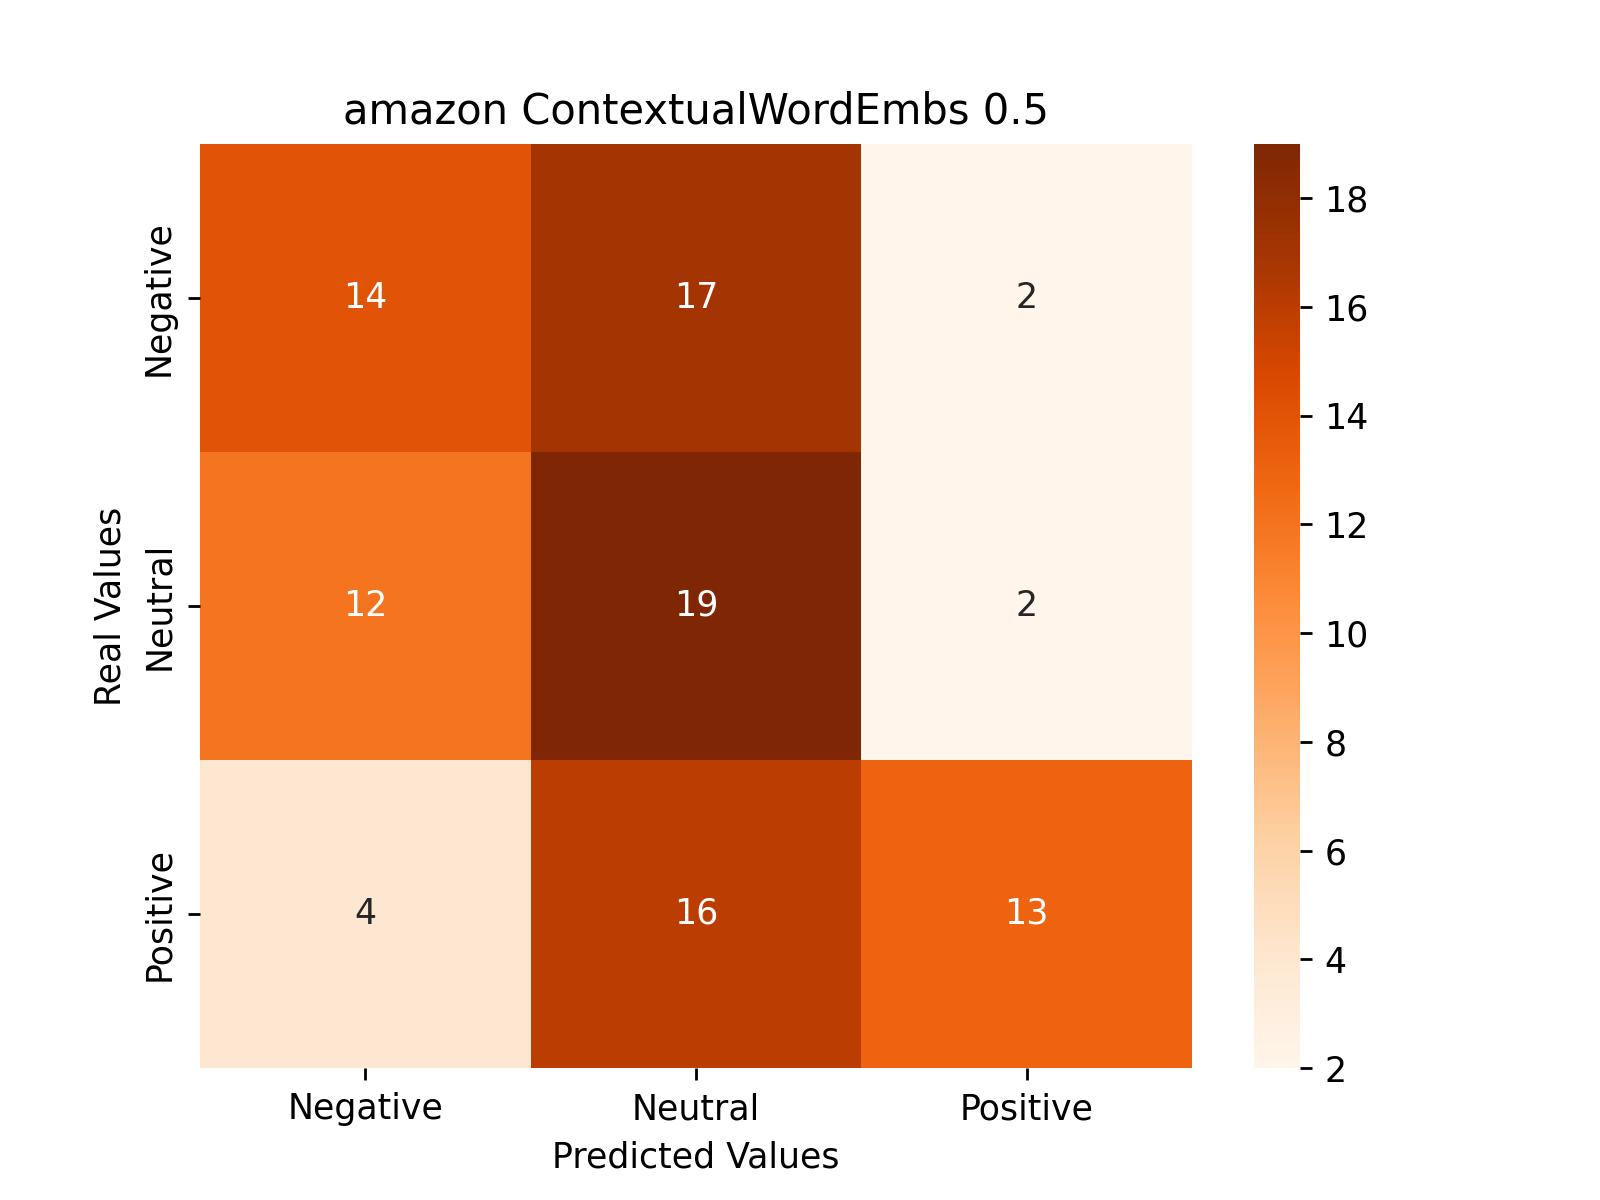 amazon ContextualWordEmbs 0.5
Real Values
Negative
14 17 2
Neutral
12 19 2
Positive
4 16 13
Negative Neutral Positive
Predicted Values
18
16
14
12
10
8
6
4
2